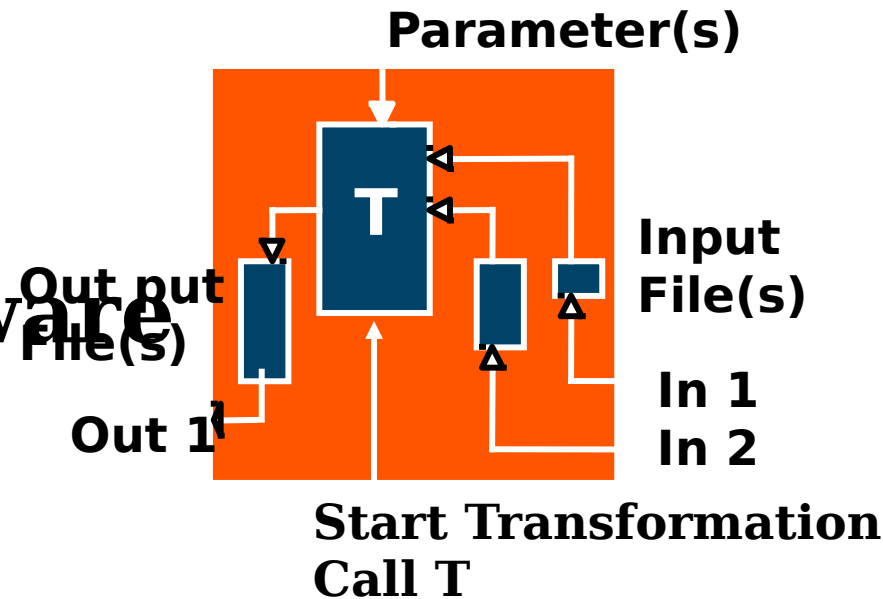 Parameter(s)
T
Input
File(s)
Out put
File(s)
In 1
In 2
Out 1
Start Transformation
Call T